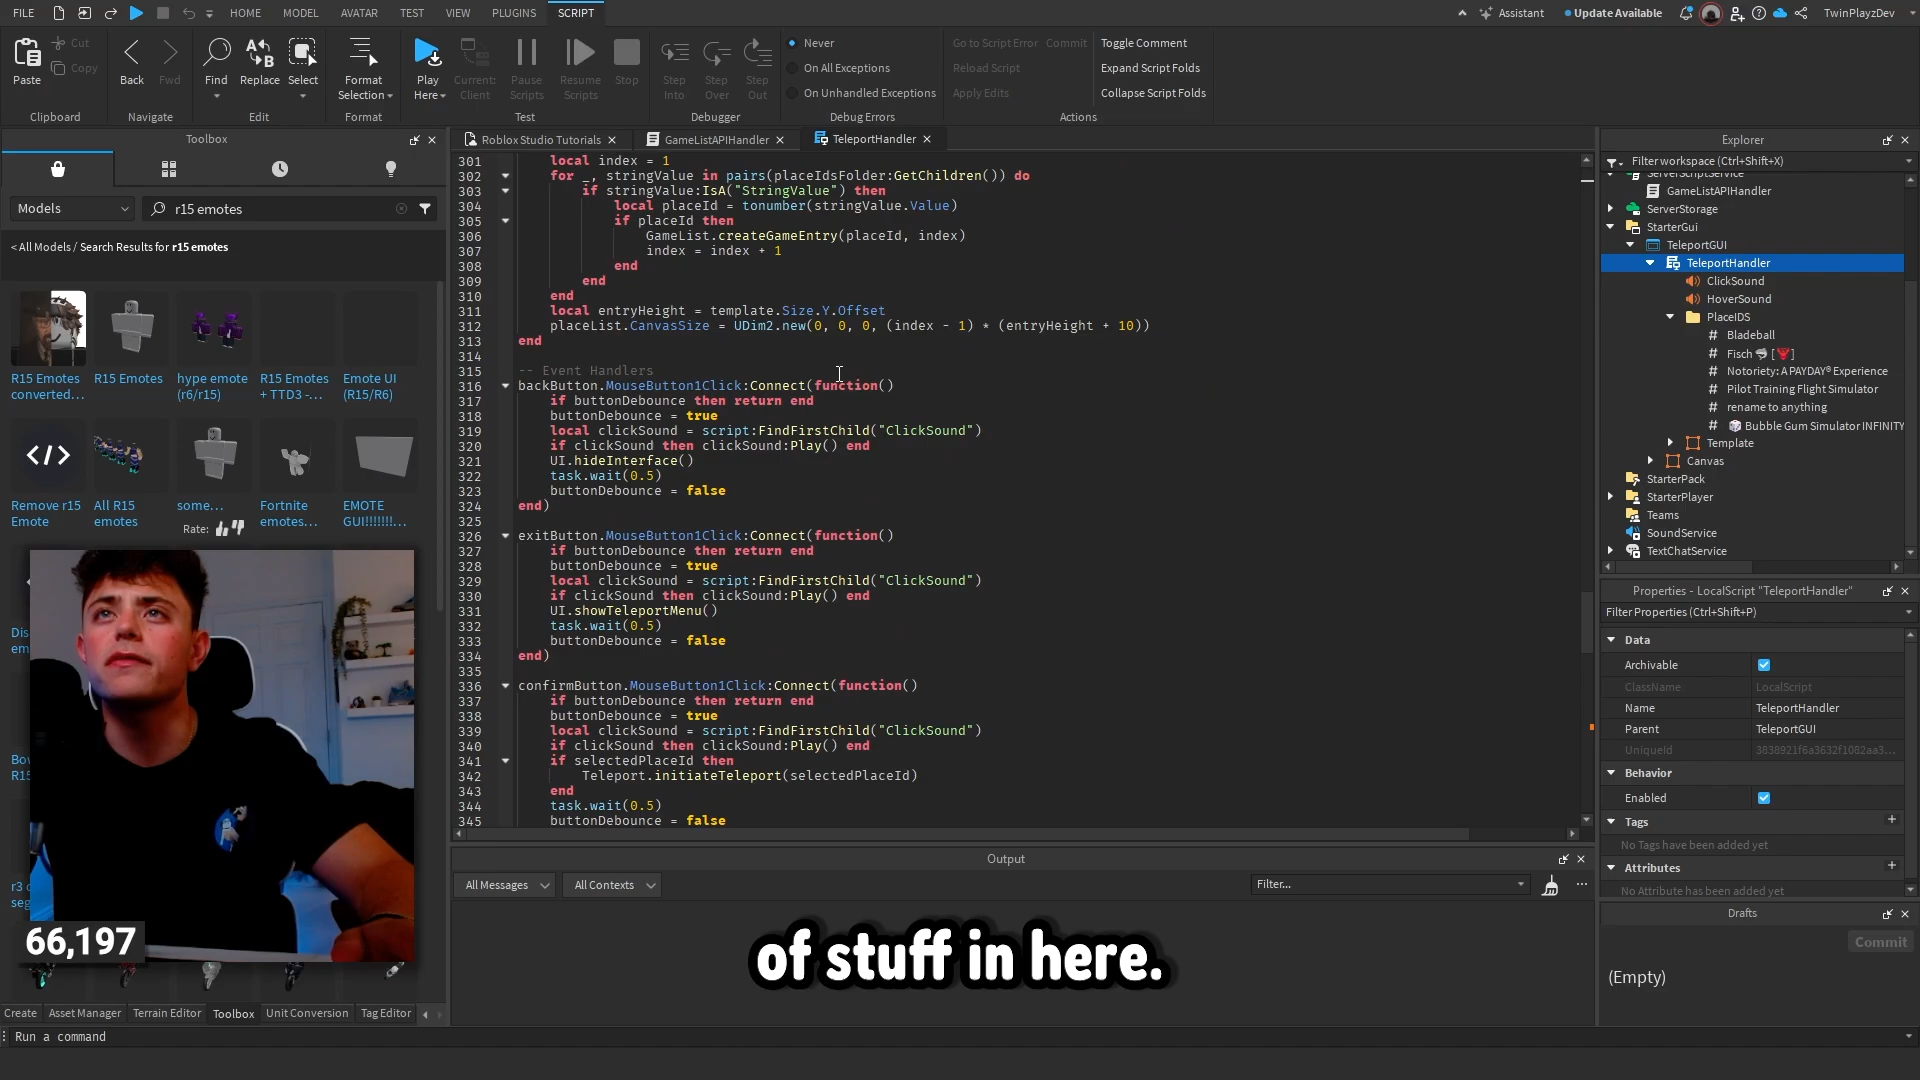 FILE HOME MODEL AVATAR TEST VIEW PLUGINS SCRIPT Assistant Update Available TwinPlayzDev
Paste Cut Copy
Clipboard
Back Fwd
Navigate
Find Replace Select
Edit
Format Selection
Format
Play Here Current: Client Pause Scripts Resume Scripts Stop
Test
Step Into Step Over Step Out
Debugger
Never
On All Exceptions
On Unhandled Exceptions
Debug Errors
Go to Script Error Commit
Reload Script
Apply Edits
Toggle Comment
Expand Script Folds
Collapse Script Folds
Actions
Toolbox
Models r15 emotes
< All Models / Search Results for r15 emotes
R15 Emotes converted...
R15 Emotes
hype emote (r6/r15)
R15 Emotes + TTD3 -...
Emote UI (R15/R6)
Remove r15 Emote
All R15 emotes
some...
Rate:
Fortnite emotes...
EMOTE GUI!!!!!!!...
66,197
Create Asset Manager Terrain Editor Toolbox Unit Conversion Tag Editor
Run a command
Roblox Studio Tutorials GameListAPIHandler TeleportHandler
301 local index = 1
302 for _, stringValue in pairs(placeIdsFolder:GetChildren()) do
303 if stringValue:IsA("StringValue") then
304 local placeId = tonumber(stringValue.Value)
305 if placeId then
306 GameList.createGameEntry(placeId, index)
307 index = index + 1
308 end
309 end
310 end
311 local entryHeight = template.Size.Y.Offset
312 placeList.CanvasSize = UDim2.new(0, 0, 0, (index - 1) * (entryHeight + 10))
313 end
314
315 -- Event Handlers
316 backButton.MouseButton1Click:Connect(function()
317 if buttonDebounce then return end
318 buttonDebounce = true
319 local clickSound = script:FindFirstChild("ClickSound")
320 if clickSound then clickSound:Play() end
321 UI.hideInterface()
322 task.wait(0.5)
323 buttonDebounce = false
324 end)
325
326 exitButton.MouseButton1Click:Connect(function()
327 if buttonDebounce then return end
328 buttonDebounce = true
329 local clickSound = script:FindFirstChild("ClickSound")
330 if clickSound then clickSound:Play() end
331 UI.showTeleportMenu()
332 task.wait(0.5)
333 buttonDebounce = false
334 end)
335
336 confirmButton.MouseButton1Click:Connect(function()
337 if buttonDebounce then return end
338 buttonDebounce = true
339 local clickSound = script:FindFirstChild("ClickSound")
340 if clickSound then clickSound:Play() end
341 if selectedPlaceId then
342 Teleport.initiateTeleport(selectedPlaceId)
343 end
344 task.wait(0.5)
345 buttonDebounce = false
Output
All Messages All Contexts Filter...
of stuff in here.
Explorer
Filter workspace (Ctrl+Shift+X)
ServerScriptService
GameListAPIHandler
ServerStorage
StarterGui
TeleportGUI
TeleportHandler
ClickSound
HoverSound
PlaceIDS
Bladeball
Fisch 🦈 [👹]
Notoriety: A PAYDAY® Experience
Pilot Training Flight Simulator
rename to anything
Bubble Gum Simulator INFINITY
Template
Canvas
StarterPack
StarterPlayer
Teams
SoundService
TextChatService
Properties - LocalScript "TeleportHandler"
Filter Properties (Ctrl+Shift+P)
Data
Archivable
ClassName LocalScript
Name TeleportHandler
Parent TeleportGUI
UniqueId 3838921f6a3632f1082aa3...
Behavior
Enabled
Tags
No Tags have been added yet
Attributes
No Attribute has been added yet
Drafts
Commit
(Empty)